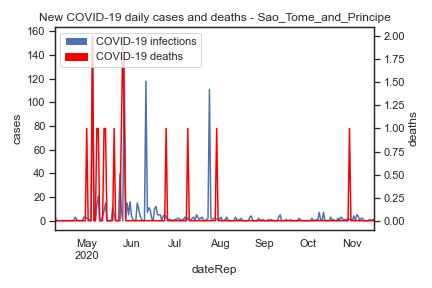 New COVID-19 daily cases and deaths - Sao_Tome_and_Principe
COVID-19 infections
COVID-19 deaths
160
140
120
100
80
60
40
20
0
cases
2.00
1.75
1.50
1.25
1.00
0.75
0.50
0.25
0.00
deaths
May Jun Jul Aug Sep Oct Nov
2020
dateRep